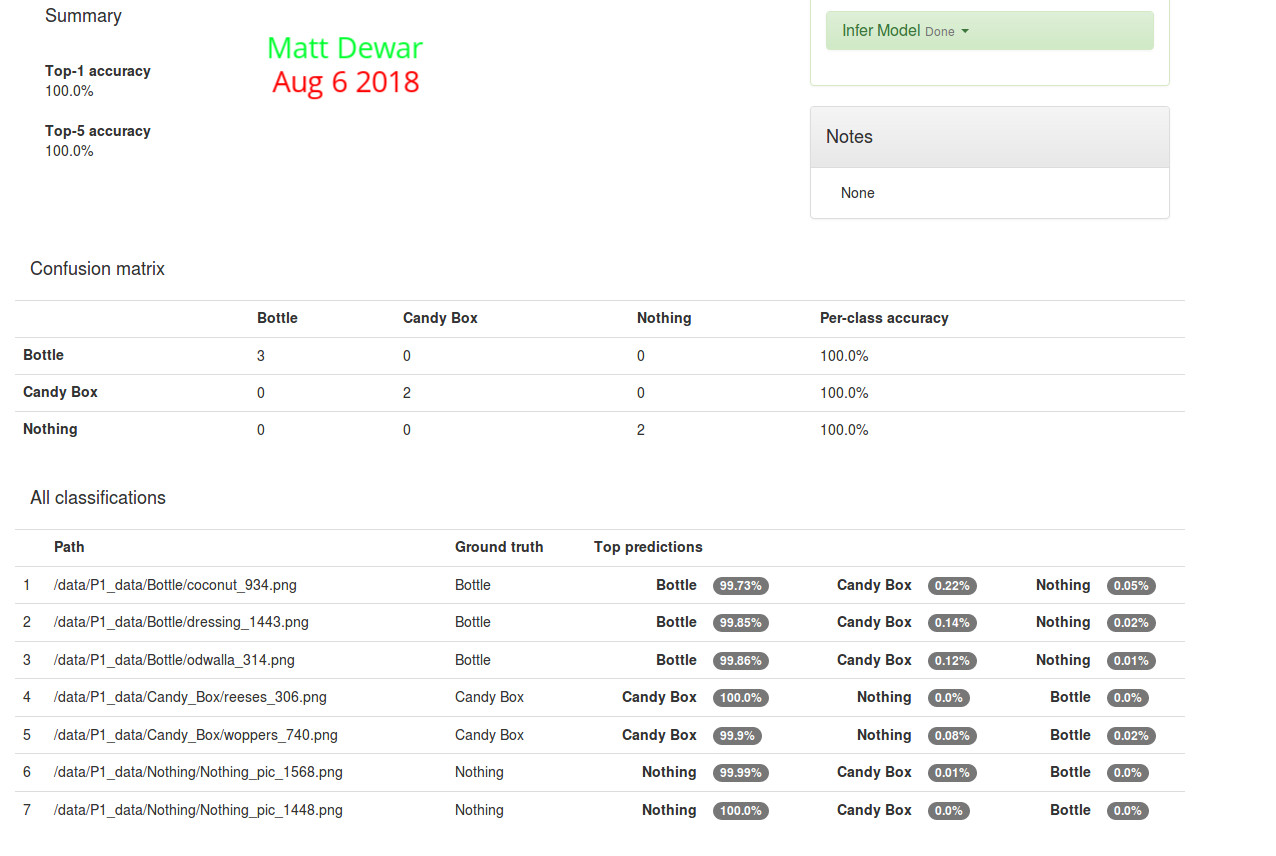 Summary
Matt Dewar
Aug 6 2018
Top-1 accuracy
100.0%
Top-5 accuracy
100.0%
Infer Model Done
Notes
None
Confusion matrix
Bottle Candy Box Nothing Per-class accuracy
Bottle 3 0 0 100.0%
Candy Box 0 2 0 100.0%
Nothing 0 0 2 100.0%
All classifications
Path Ground truth Top predictions
1 /data/P1_data/Bottle/coconut_934.png Bottle Bottle 99.73% Candy Box 0.22% Nothing 0.05%
2 /data/P1_data/Bottle/dressing_1443.png Bottle Bottle 99.85% Candy Box 0.14% Nothing 0.02%
3 /data/P1_data/Bottle/odwalla_314.png Bottle Bottle 99.86% Candy Box 0.12% Nothing 0.01%
4 /data/P1_data/Candy_Box/reeses_306.png Candy Box Candy Box 100.0% Nothing 0.0% Bottle 0.0%
5 /data/P1_data/Candy_Box/woppers_740.png Candy Box Candy Box 99.9% Nothing 0.08% Bottle 0.02%
6 /data/P1_data/Nothing/Nothing_pic_1568.png Nothing Nothing 99.99% Candy Box 0.01% Bottle 0.0%
7 /data/P1_data/Nothing/Nothing_pic_1448.png Nothing Nothing 100.0% Candy Box 0.0% Bottle 0.0%